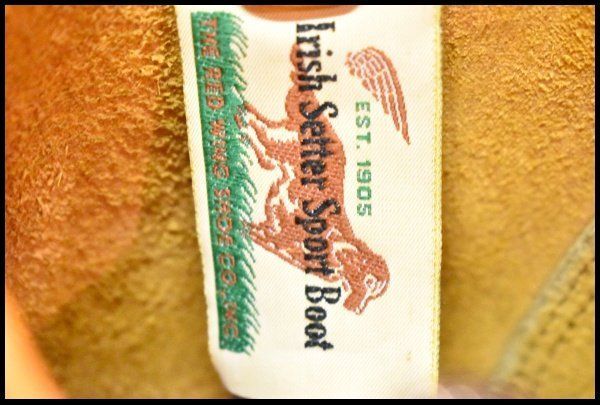 EST. 1905
Irish Setter Sport Boot
THE RED WING SHOE CO., INC.